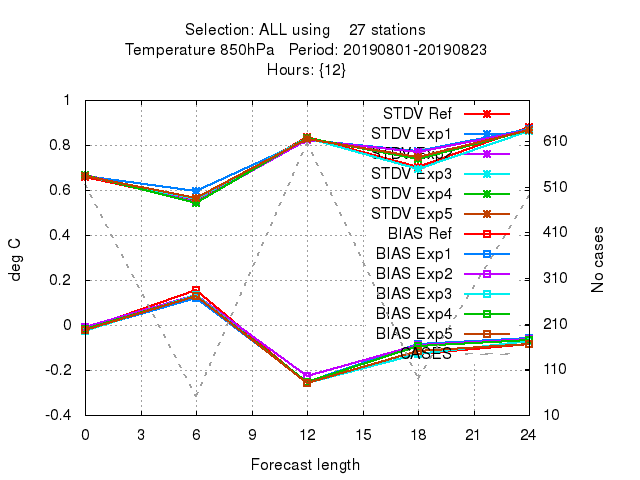 Selection: ALL using 27 stations
Temperature 850hPa Period: 20190801-20190823
Hours: {12}
STDV Ref
STDV Exp1
STDV Exp2
STDV Exp3
STDV Exp4
STDV Exp5
BIAS Ref
BIAS Exp1
BIAS Exp2
BIAS Exp3
BIAS Exp4
BIAS Exp5
CASES
1
0.8
0.6
0.4
0.2
0
-0.2
-0.4
610
510
410
310
210
110
10
deg C
No cases
0 3 6 9 12 15 18 21 24
Forecast length